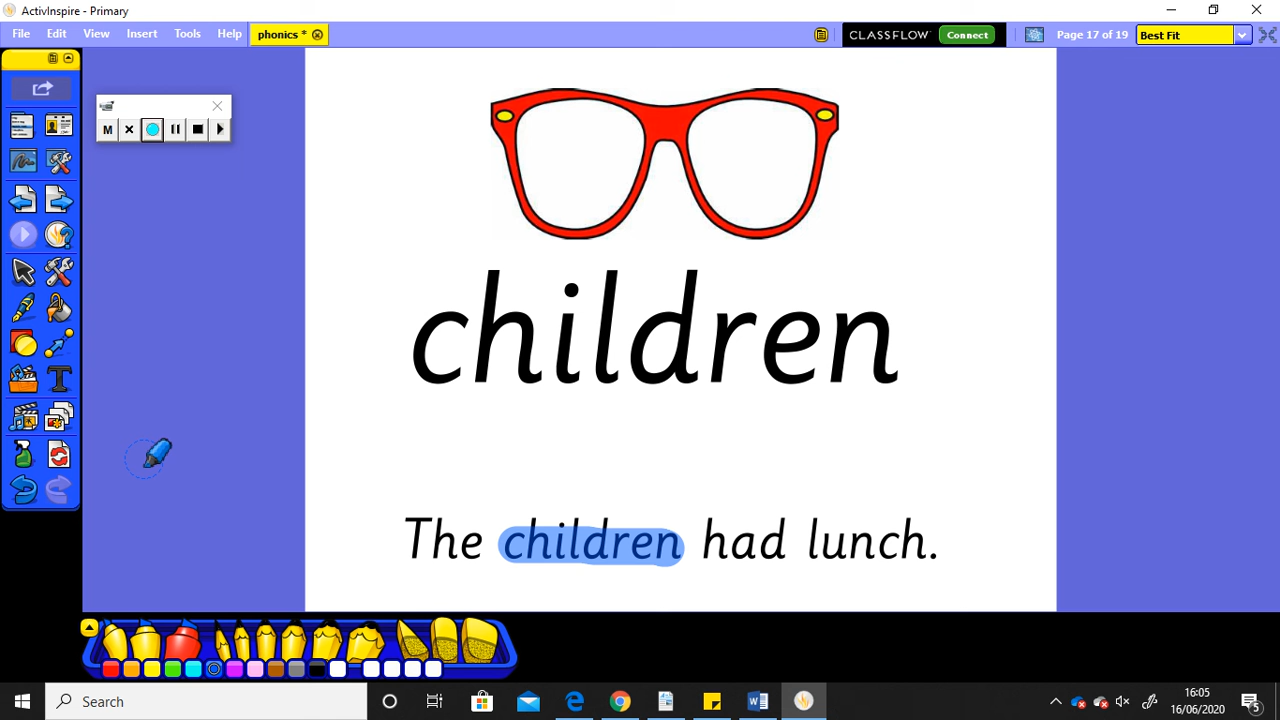 ActivInspire - Primary
File Edit View Insert Tools Help phonics * CLASSFLOW Connect Page 17 of 19 Best Fit
M
children
The children had lunch.
Search
16:05
16/06/2020
5